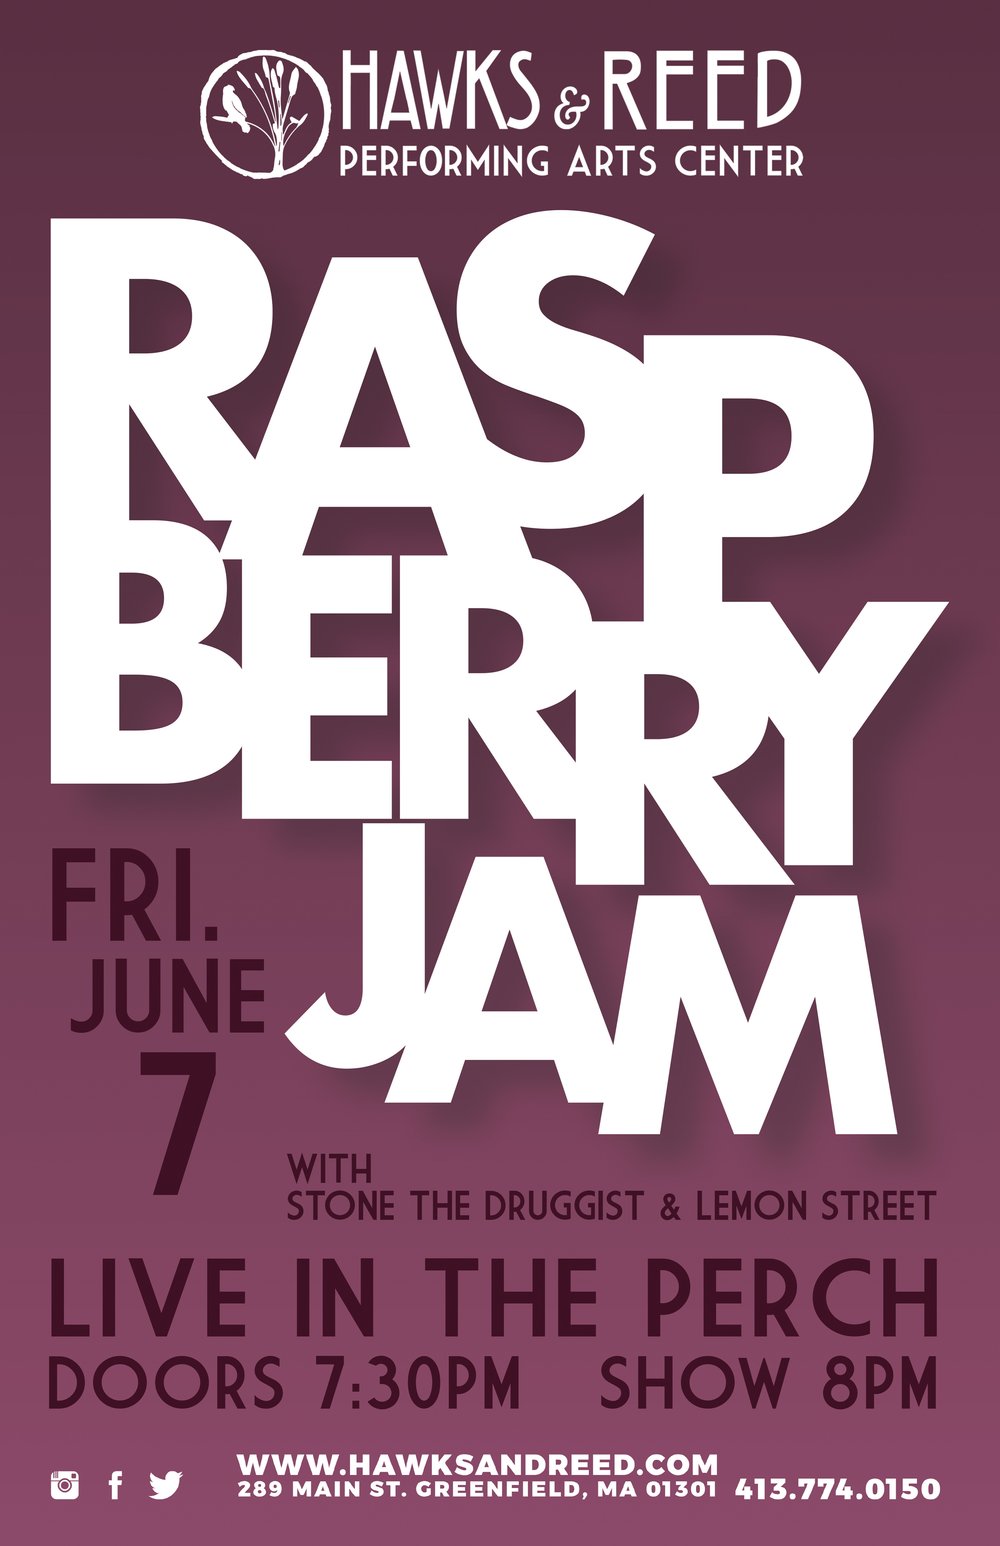 HAWKS & REED
PERFORMING ARTS CENTER
RASP
BERRY
JAM
FRI.
JUNE
7
WITH
STONE THE DRUGGIST & LEMON STREET
LIVE IN THE PERCH
DOORS 7:30PM SHOW 8PM
WWW.HAWKSANDREED.COM
289 MAIN ST. GREENFIELD, MA 01301 413.774.0150